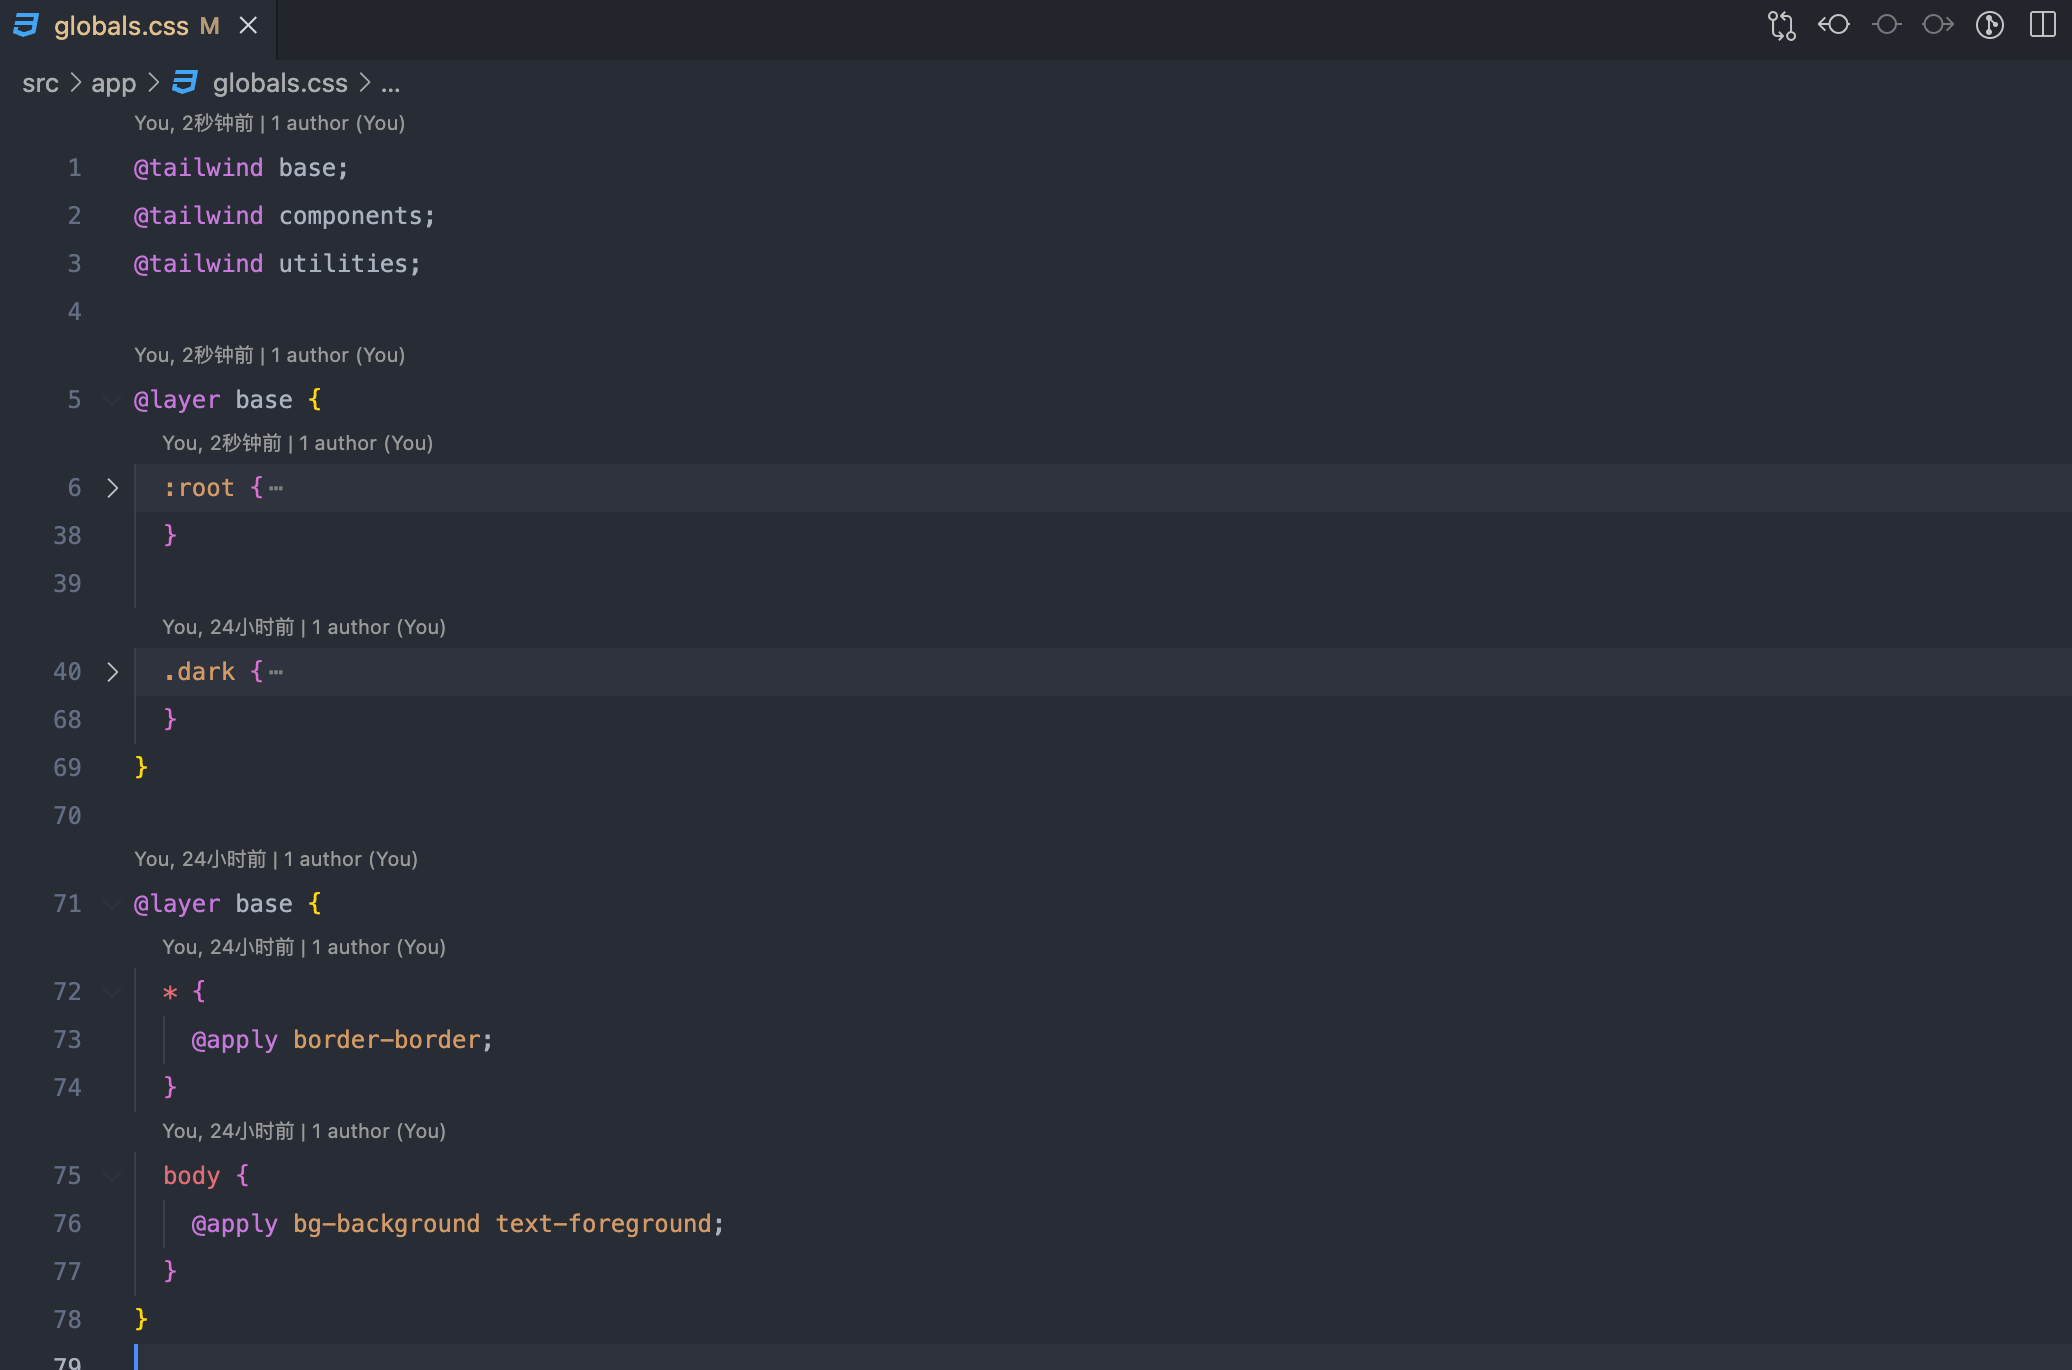 globals.css M
src > app > globals.css > ...
You, 2秒钟前 | 1 author (You)
1 @tailwind base;
2 @tailwind components;
3 @tailwind utilities;
4
You, 2秒钟前 | 1 author (You)
5 @layer base {
You, 2秒钟前 | 1 author (You)
6 :root { ⋯
38 }
39
You, 24小时前 | 1 author (You)
40 .dark { ⋯
68 }
69 }
70
You, 24小时前 | 1 author (You)
71 @layer base {
You, 24小时前 | 1 author (You)
72 * {
73 @apply border-border;
74 }
You, 24小时前 | 1 author (You)
75 body {
76 @apply bg-background text-foreground;
77 }
78 }
79